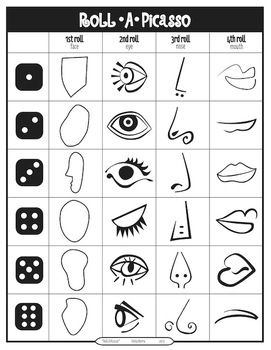 Roll•A•Picasso
1st roll 2nd roll 3rd roll 4th roll
face eye nose mouth